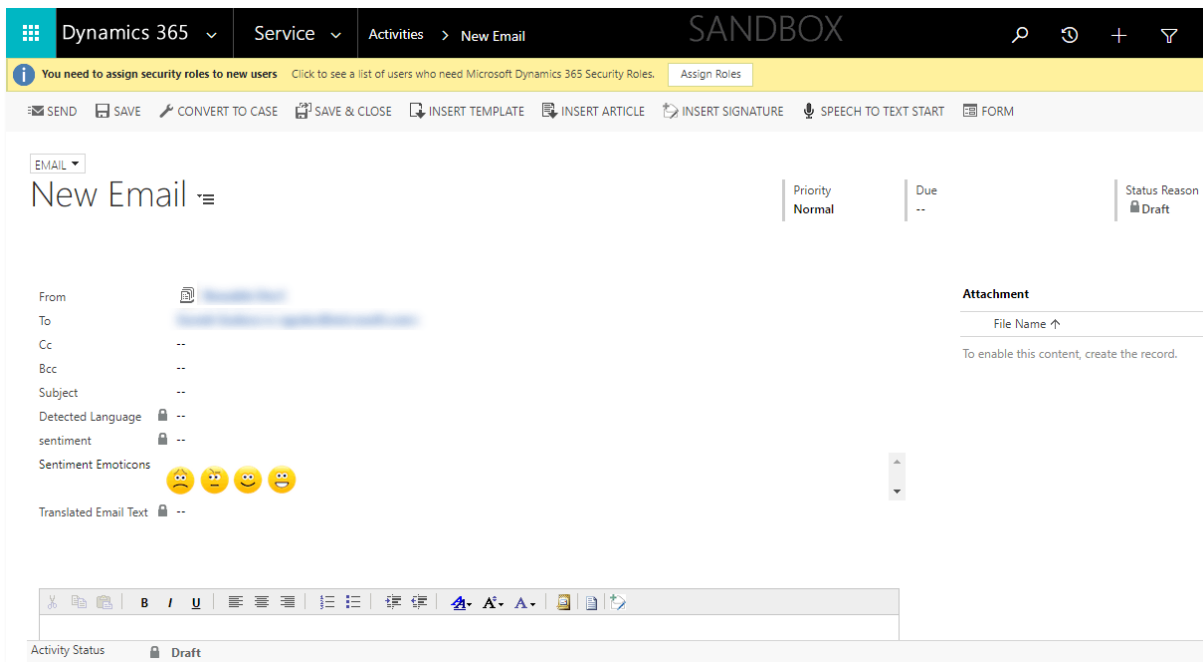 Dynamics 365 Service Activities > New Email SANDBOX
You need to assign security roles to new users Click to see a list of users who need Microsoft Dynamics 365 Security Roles. Assign Roles
SEND SAVE CONVERT TO CASE SAVE & CLOSE INSERT TEMPLATE INSERT ARTICLE INSERT SIGNATURE SPEECH TO TEXT START FORM
EMAIL
New Email
Priority Due Status Reason
Normal -- Draft
From
To
Cc --
Bcc --
Subject --
Detected Language --
sentiment --
Sentiment Emoticons
Translated Email Text --
Attachment
File Name ↑
To enable this content, create the record.
B I U A A A
Activity Status Draft